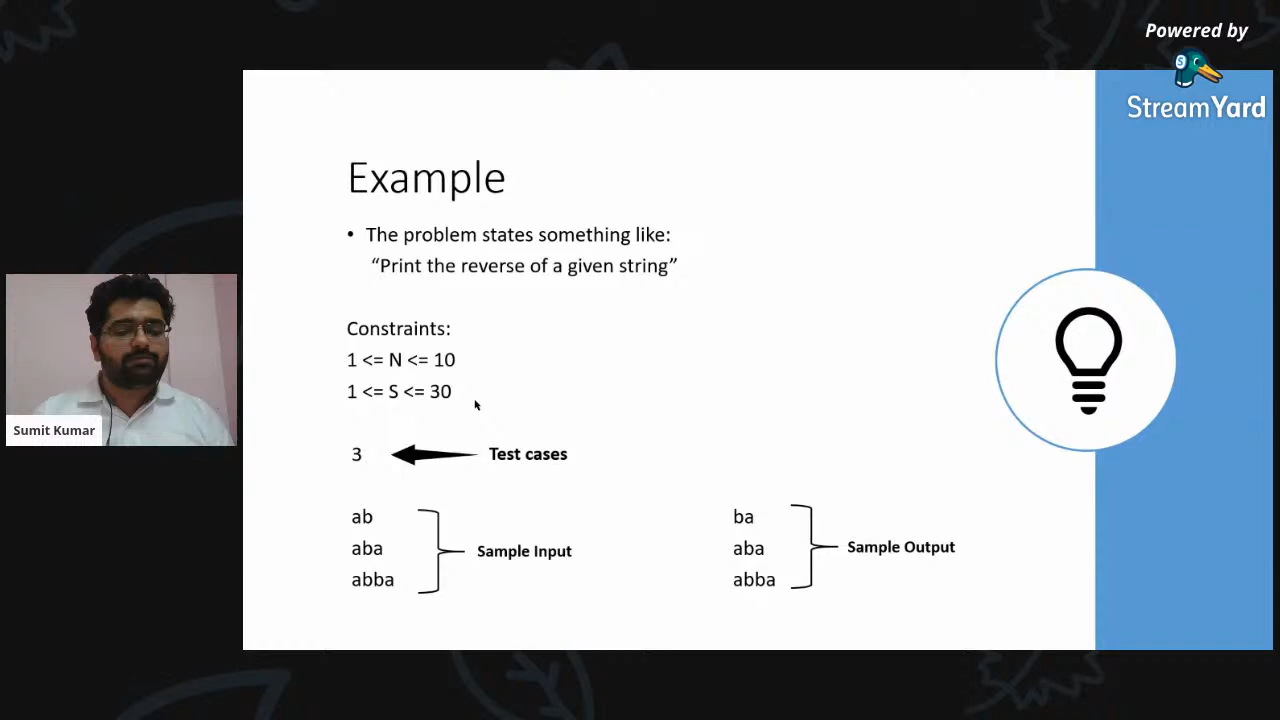 Powered by
StreamYard
Example
• The problem states something like:
“Print the reverse of a given string”
Constraints:
1 <= N <= 10
1 <= S <= 30
3
Test cases
ab
aba
abba
Sample Input
ba
aba
abba
Sample Output
Sumit Kumar